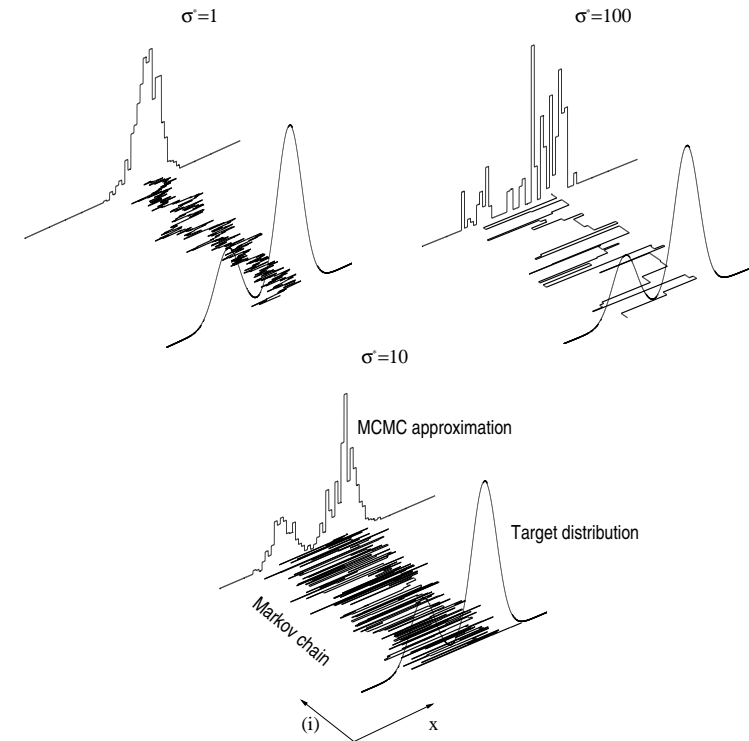 σ*=1
σ*=100
σ*=10
MCMC approximation
Target distribution
Markov chain
(i)
x